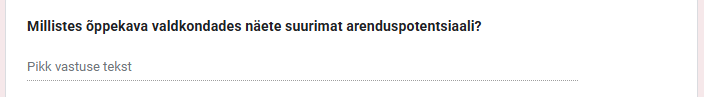 Millistes õppekava valdkondades näete suurimat arenduspotentsiaali?
Pikk vastuse tekst